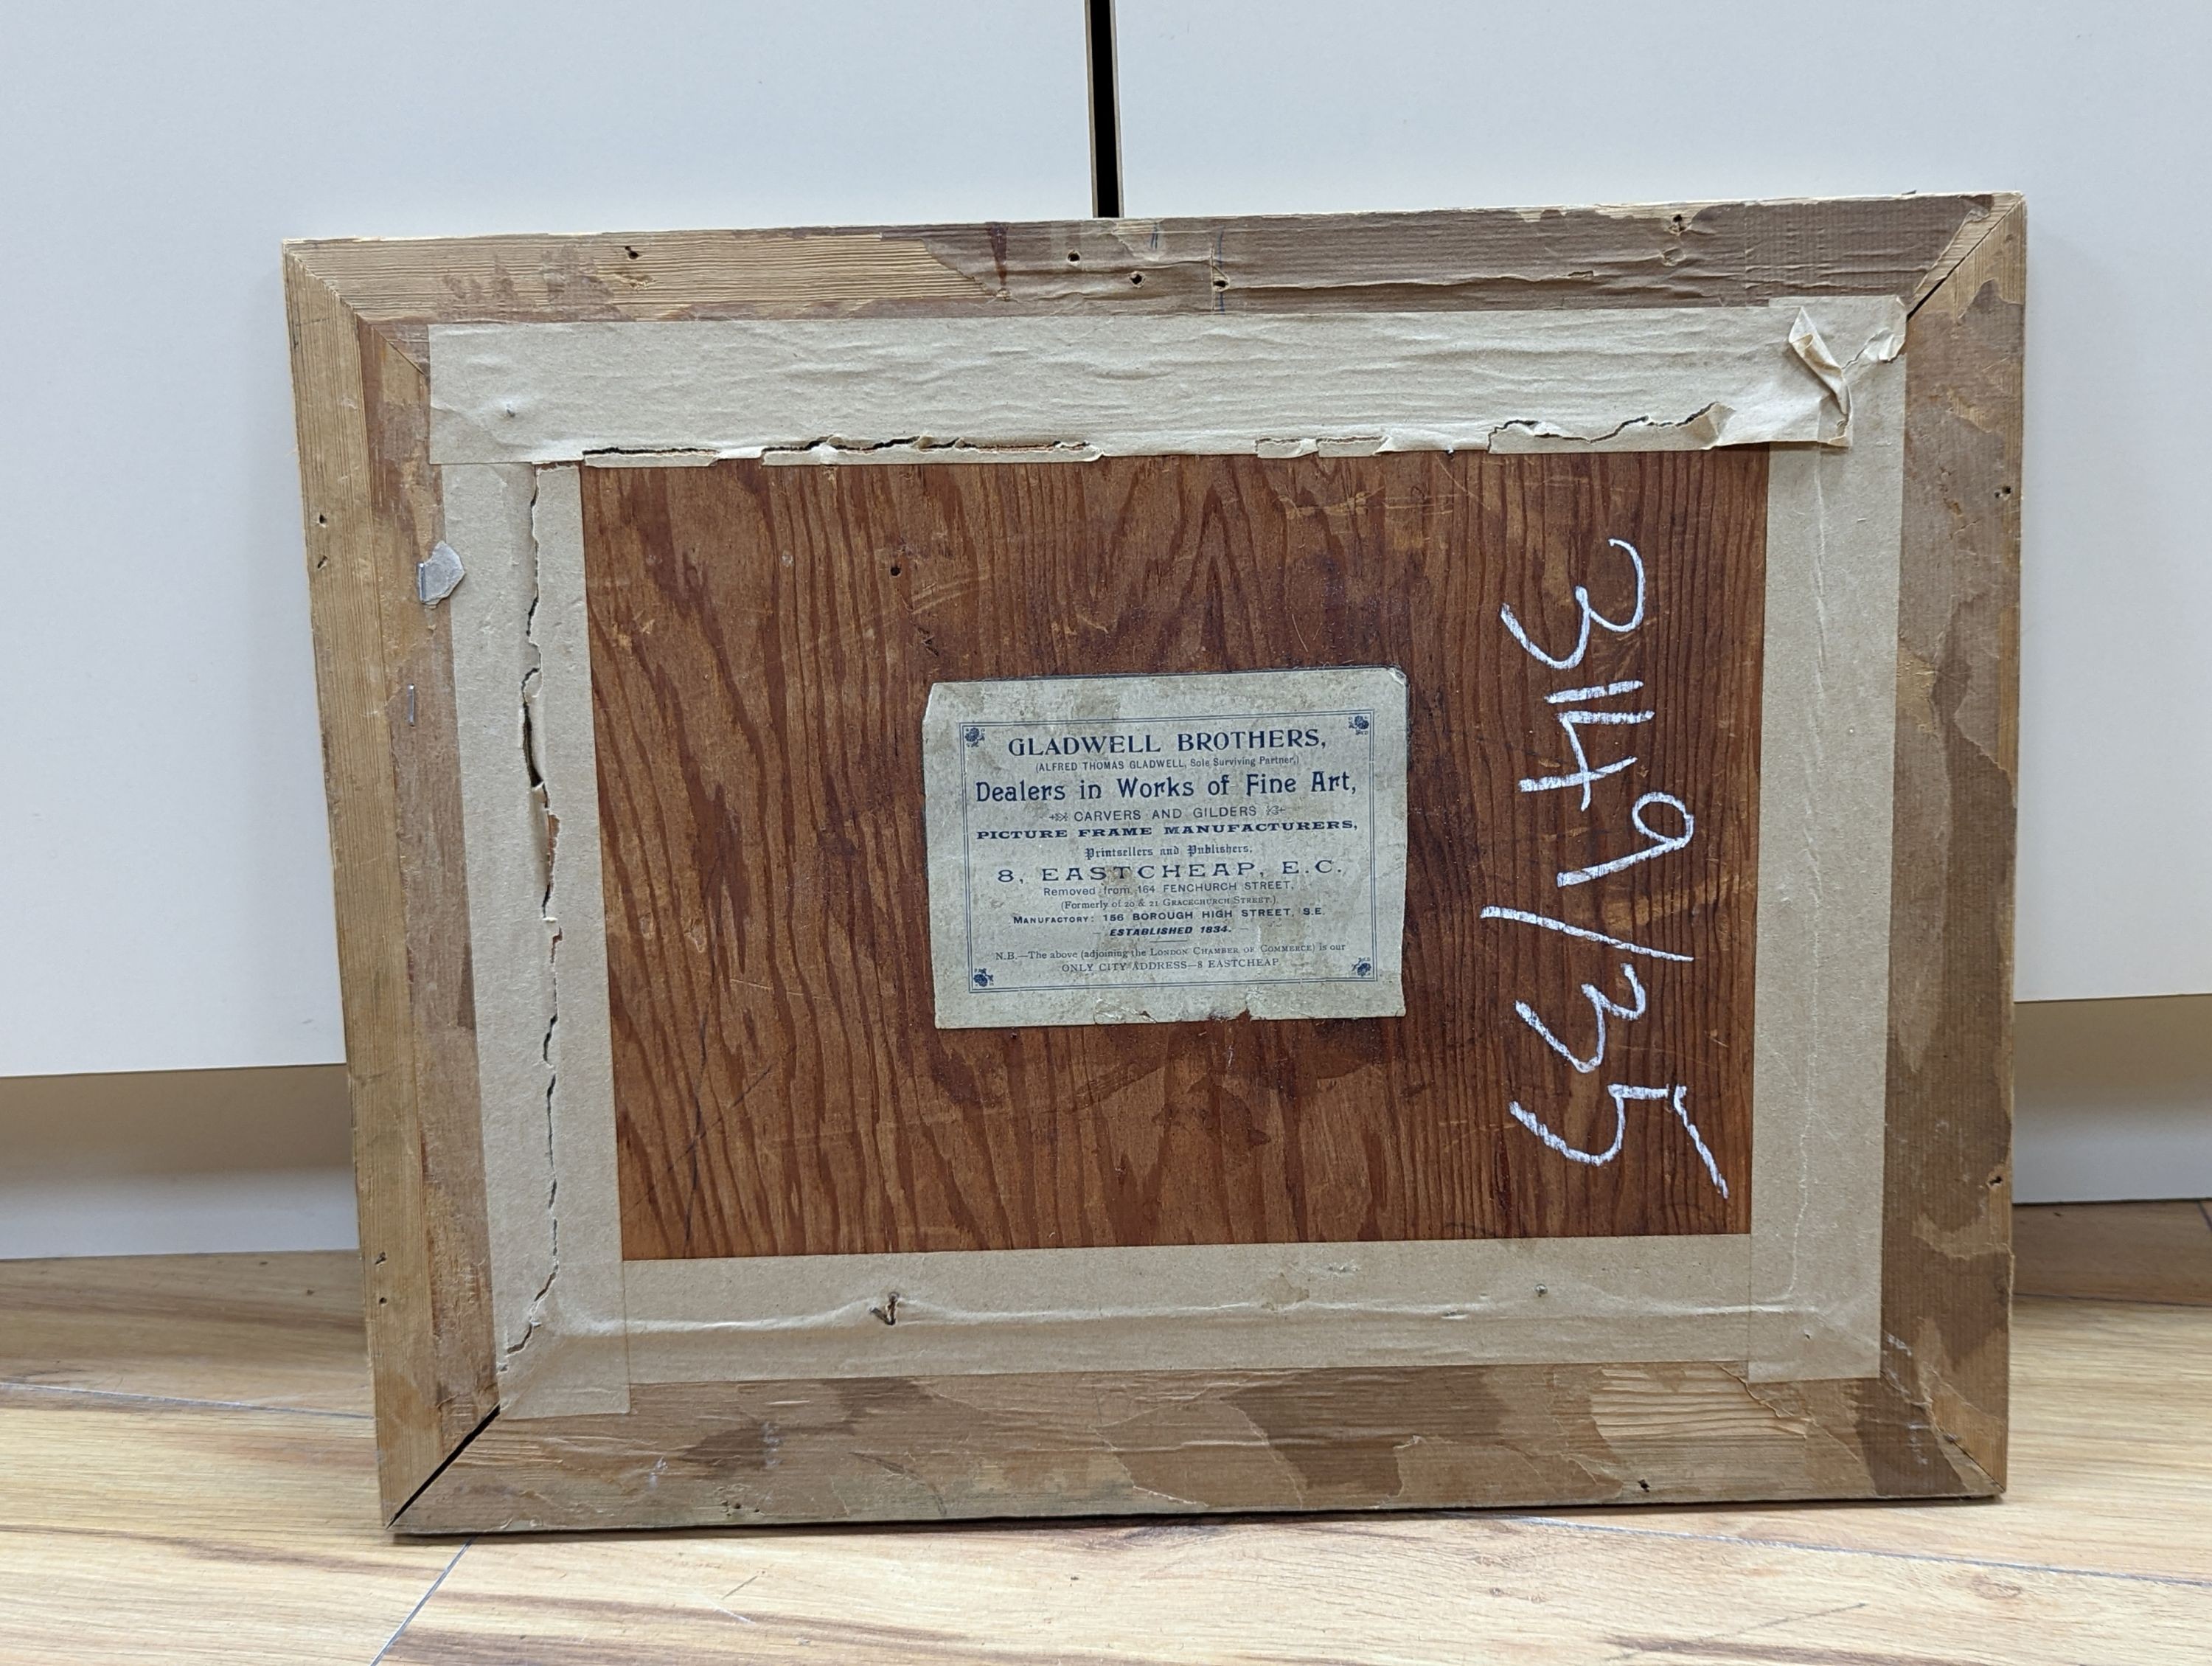 GLADWELL BROTHERS,
(ALFRED THOMAS GLADWELL, Sole Surviving Partner,)
Dealers in Works of Fine Art,
CARVERS AND GILDERS
PICTURE FRAME MANUFACTURERS,
Printsellers and Publishers,
8, EASTCHEAP, E.C.
Removed from 164 FENCHURCH STREET,
(Formerly of 20 & 21 GRACECHURCH STREET.)
MANUFACTORY: 156 BOROUGH HIGH STREET, S.E.
ESTABLISHED 1834.
N.B.—The above (adjoining the LONDON CHAMBER OF COMMERCE) is our
ONLY CITY ADDRESS—8 EASTCHEAP
3149/35